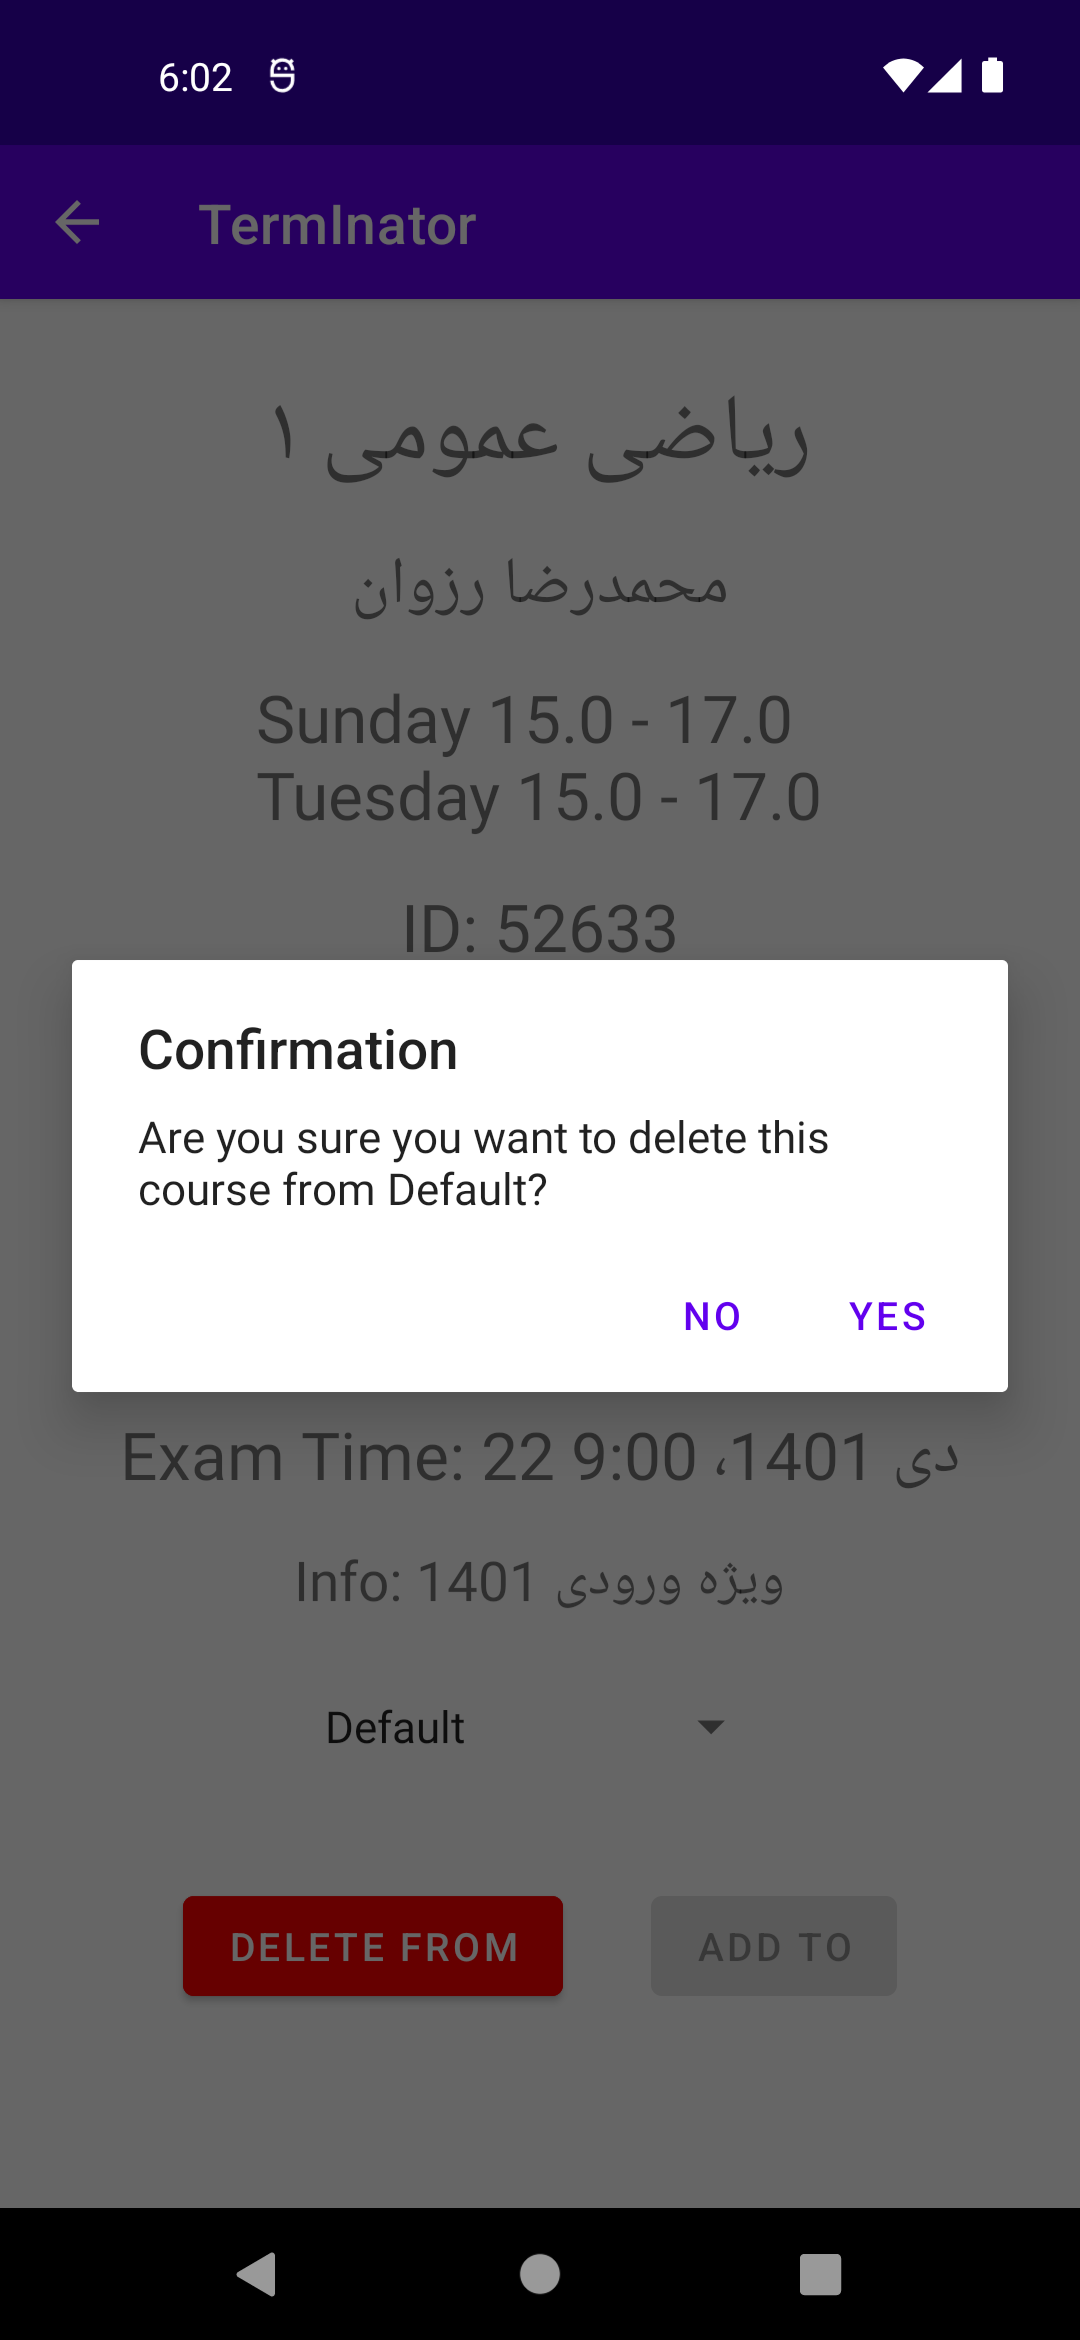 6:02
TermInator
ریاضی عمومی ۱
محمدرضا رزوان
Sunday 15.0 - 17.0
Tuesday 15.0 - 17.0
ID: 52633
Confirmation
Are you sure you want to delete this
course from Default?
NO YES
Exam Time: 22 دی 1401، 9:00
Info: ویژه ورودی 1401
Default
DELETE FROM ADD TO